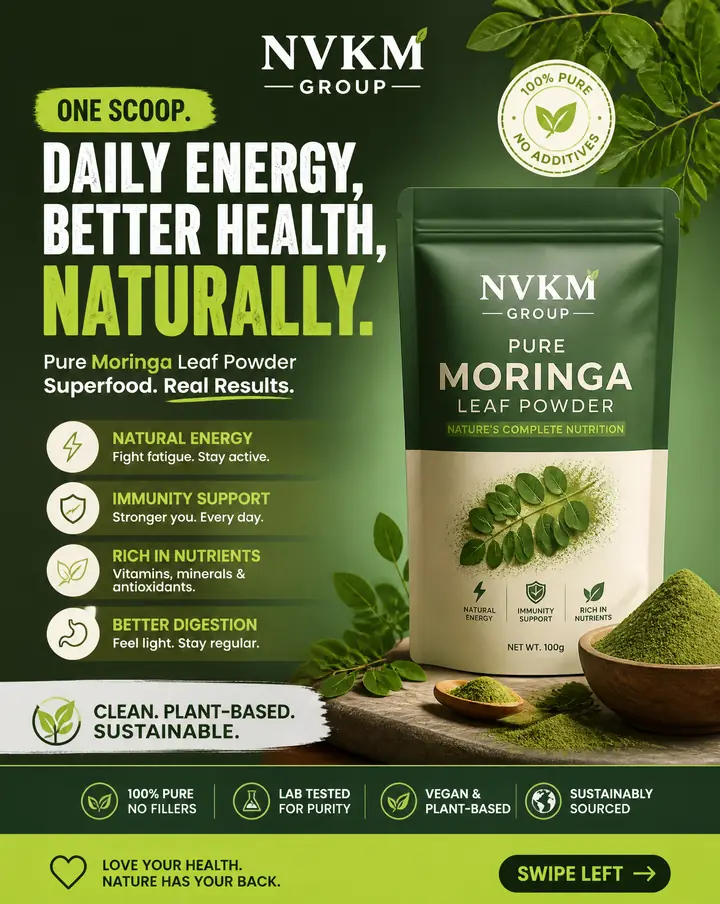 NVKM
GROUP
ONE SCOOP.
DAILY ENERGY,
BETTER HEALTH,
NATURALLY.
Pure Moringa Leaf Powder
Superfood. Real Results.
NATURAL ENERGY
Fight fatigue. Stay active.
IMMUNITY SUPPORT
Stronger you. Every day.
RICH IN NUTRIENTS
Vitamins, minerals &
antioxidants.
BETTER DIGESTION
Feel light. Stay regular.
CLEAN. PLANT-BASED.
SUSTAINABLE.
100% PURE
NO ADDITIVES
NVKM
GROUP
PURE
MORINGA
LEAF POWDER
NATURE'S COMPLETE NUTRITION
NATURAL
ENERGY
IMMUNITY
SUPPORT
RICH IN
NUTRIENTS
NET WT. 100g
100% PURE
NO FILLERS
LAB TESTED
FOR PURITY
VEGAN &
PLANT-BASED
SUSTAINABLY
SOURCED
LOVE YOUR HEALTH.
NATURE HAS YOUR BACK.
SWIPE LEFT →